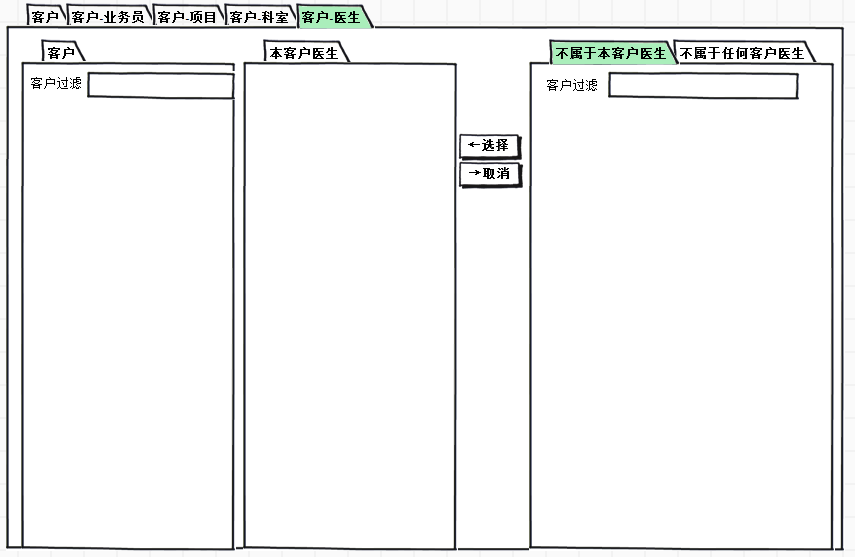 客户 客户-业务员 客户-项目 客户-科室 客户-医生
客户 本客户医生 不属于本客户医生 不属于任何客户医生
客户过滤 客户过滤
←选择
→取消